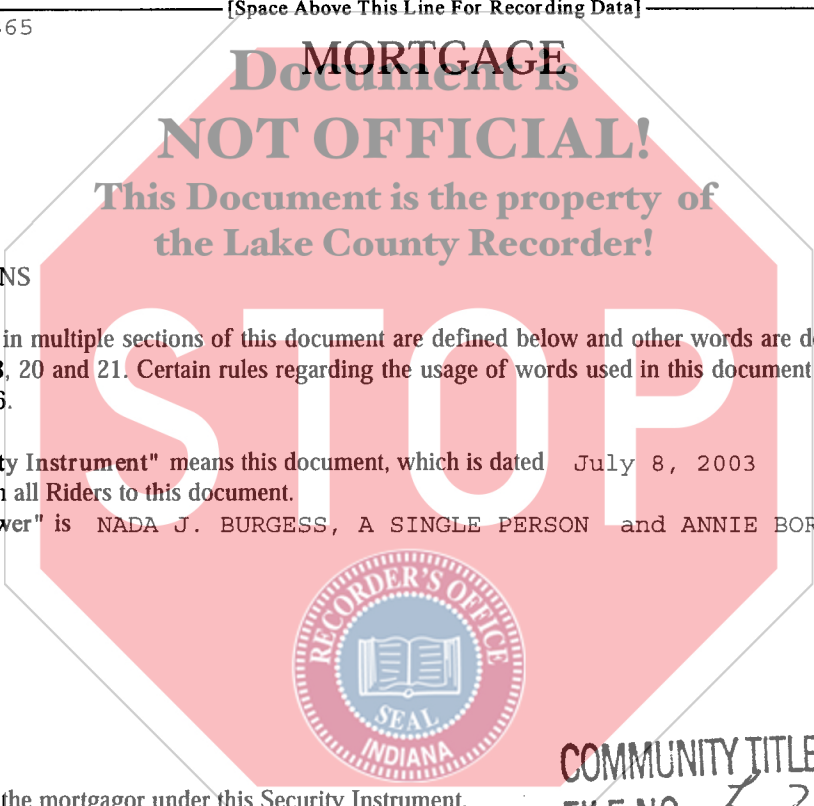 [Space Above This Line For Recording Data]
65
MORTGAGE
Document is
NOT OFFICIAL!
This Document is the property of
the Lake County Recorder!
NS
in multiple sections of this document are defined below and other words are d
, 20 and 21. Certain rules regarding the usage of words used in this document
6.
STOP
ty Instrument" means this document, which is dated July 8, 2003
all Riders to this document.
wer" is NADA J. BURGESS, A SINGLE PERSON and ANNIE BOR
RECORDER'S OFFICE
SEAL
INDIANA
COMMUNITY TITLE
FILE NO
the mortgagor under this Security Instrument.